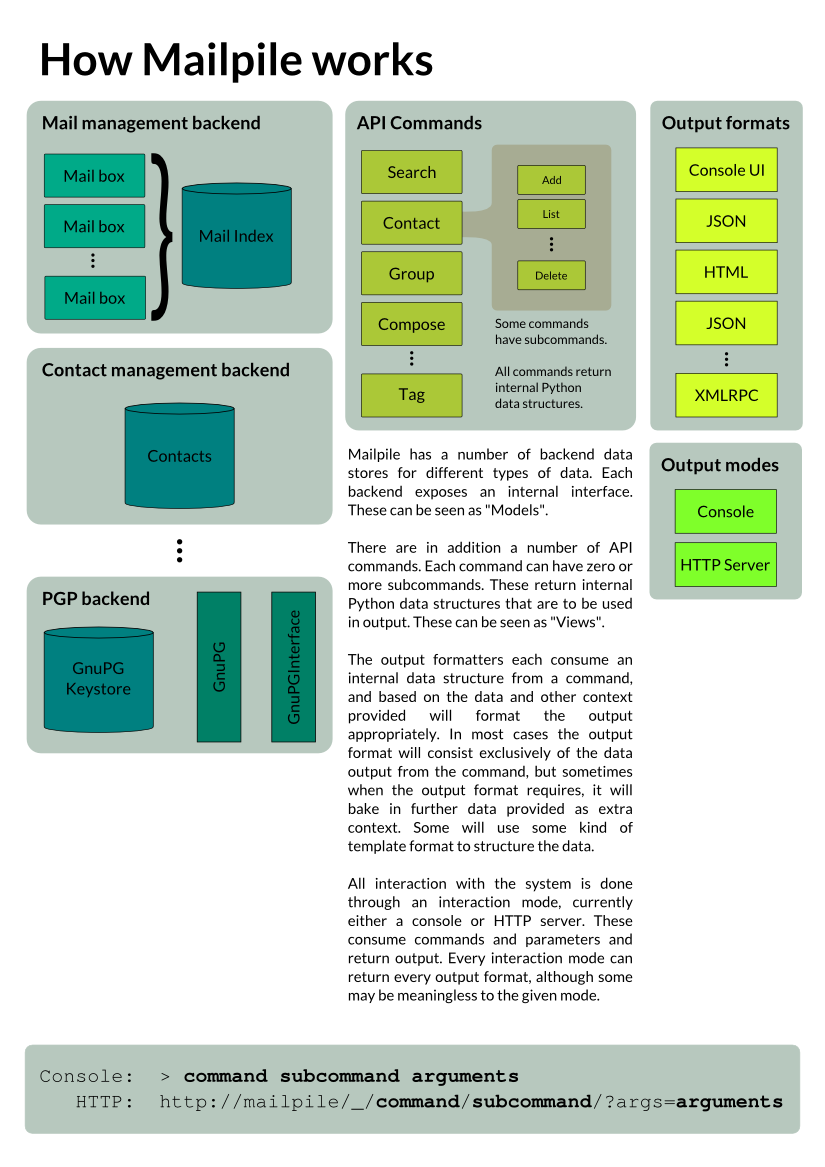 How Mailpile works
Mail management backend
Mail box
Mail box
Mail box
Mail Index
Contact management backend
Contacts
PGP backend
GnuPG
Keystore
GnuPG
GnuPGInterface
API Commands
Search
Contact
Group
Compose
Tag
Add
List
Delete
Some commands
have subcommands.
All commands return
internal Python
data structures.
Output formats
Console UI
JSON
HTML
JSON
XMLRPC
Output modes
Console
HTTP Server
Mailpile has a number of backend data
stores for different types of data. Each
backend exposes an internal interface.
These can be seen as "Models".
There are in addition a number of API
commands. Each command can have zero or
more subcommands. These return internal
Python data structures that are to be used
in output. These can be seen as "Views".
The output formatters each consume an
internal data structure from a command,
and based on the data and other context
provided will format the output
appropriately. In most cases the output
format will consist exclusively of the data
output from the command, but sometimes
when the output format requires, it will
bake in further data provided as extra
context. Some will use some kind of
template format to structure the data.
All interaction with the system is done
through an interaction mode, currently
either a console or HTTP server. These
consume commands and parameters and
return output. Every interaction mode can
return every output format, although some
may be meaningless to the given mode.
Console: > command subcommand arguments
HTTP: http://mailpile/_/command/subcommand/?args=arguments